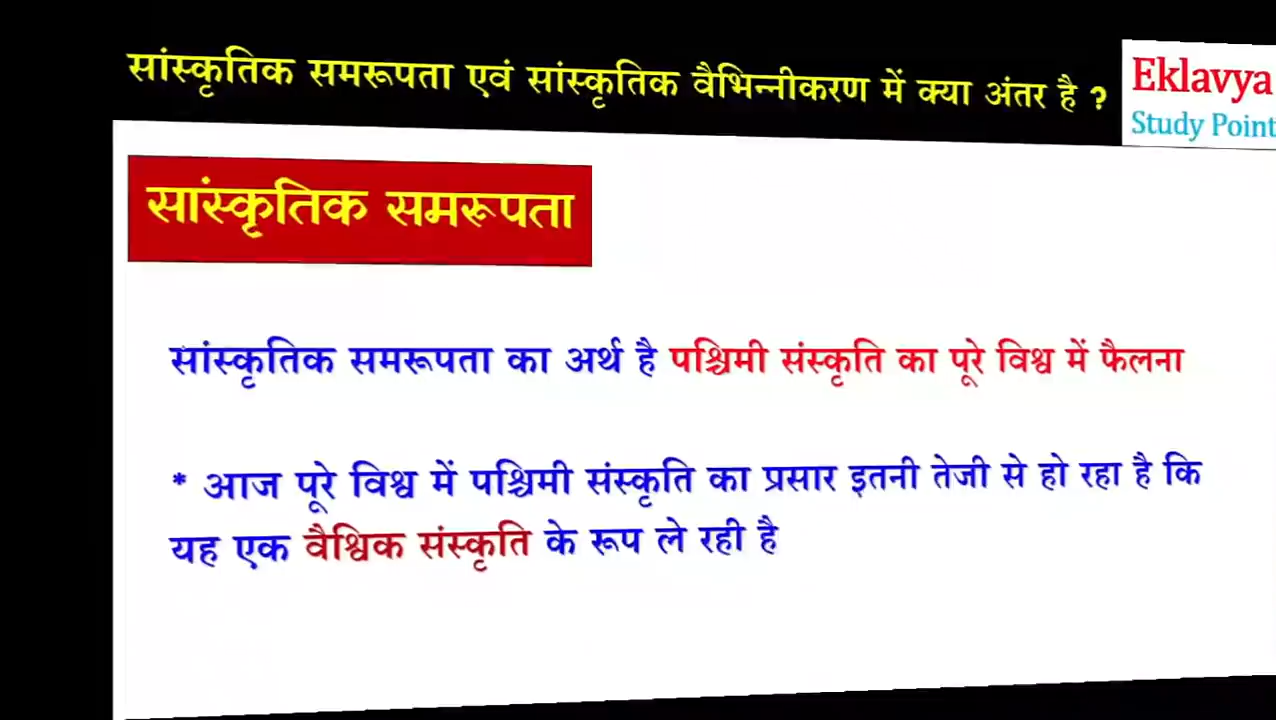 सांस्कृतिक समरूपता एवं सांस्कृतिक वैभिन्नीकरण में क्या अंतर है ?
Eklavya
Study Point
सांस्कृतिक समरूपता
सांस्कृतिक समरूपता का अर्थ है पश्चिमी संस्कृति का पूरे विश्व में फैलना
* आज पूरे विश्व में पश्चिमी संस्कृति का प्रसार इतनी तेजी से हो रहा है कि
यह एक वैश्विक संस्कृति के रूप ले रही है